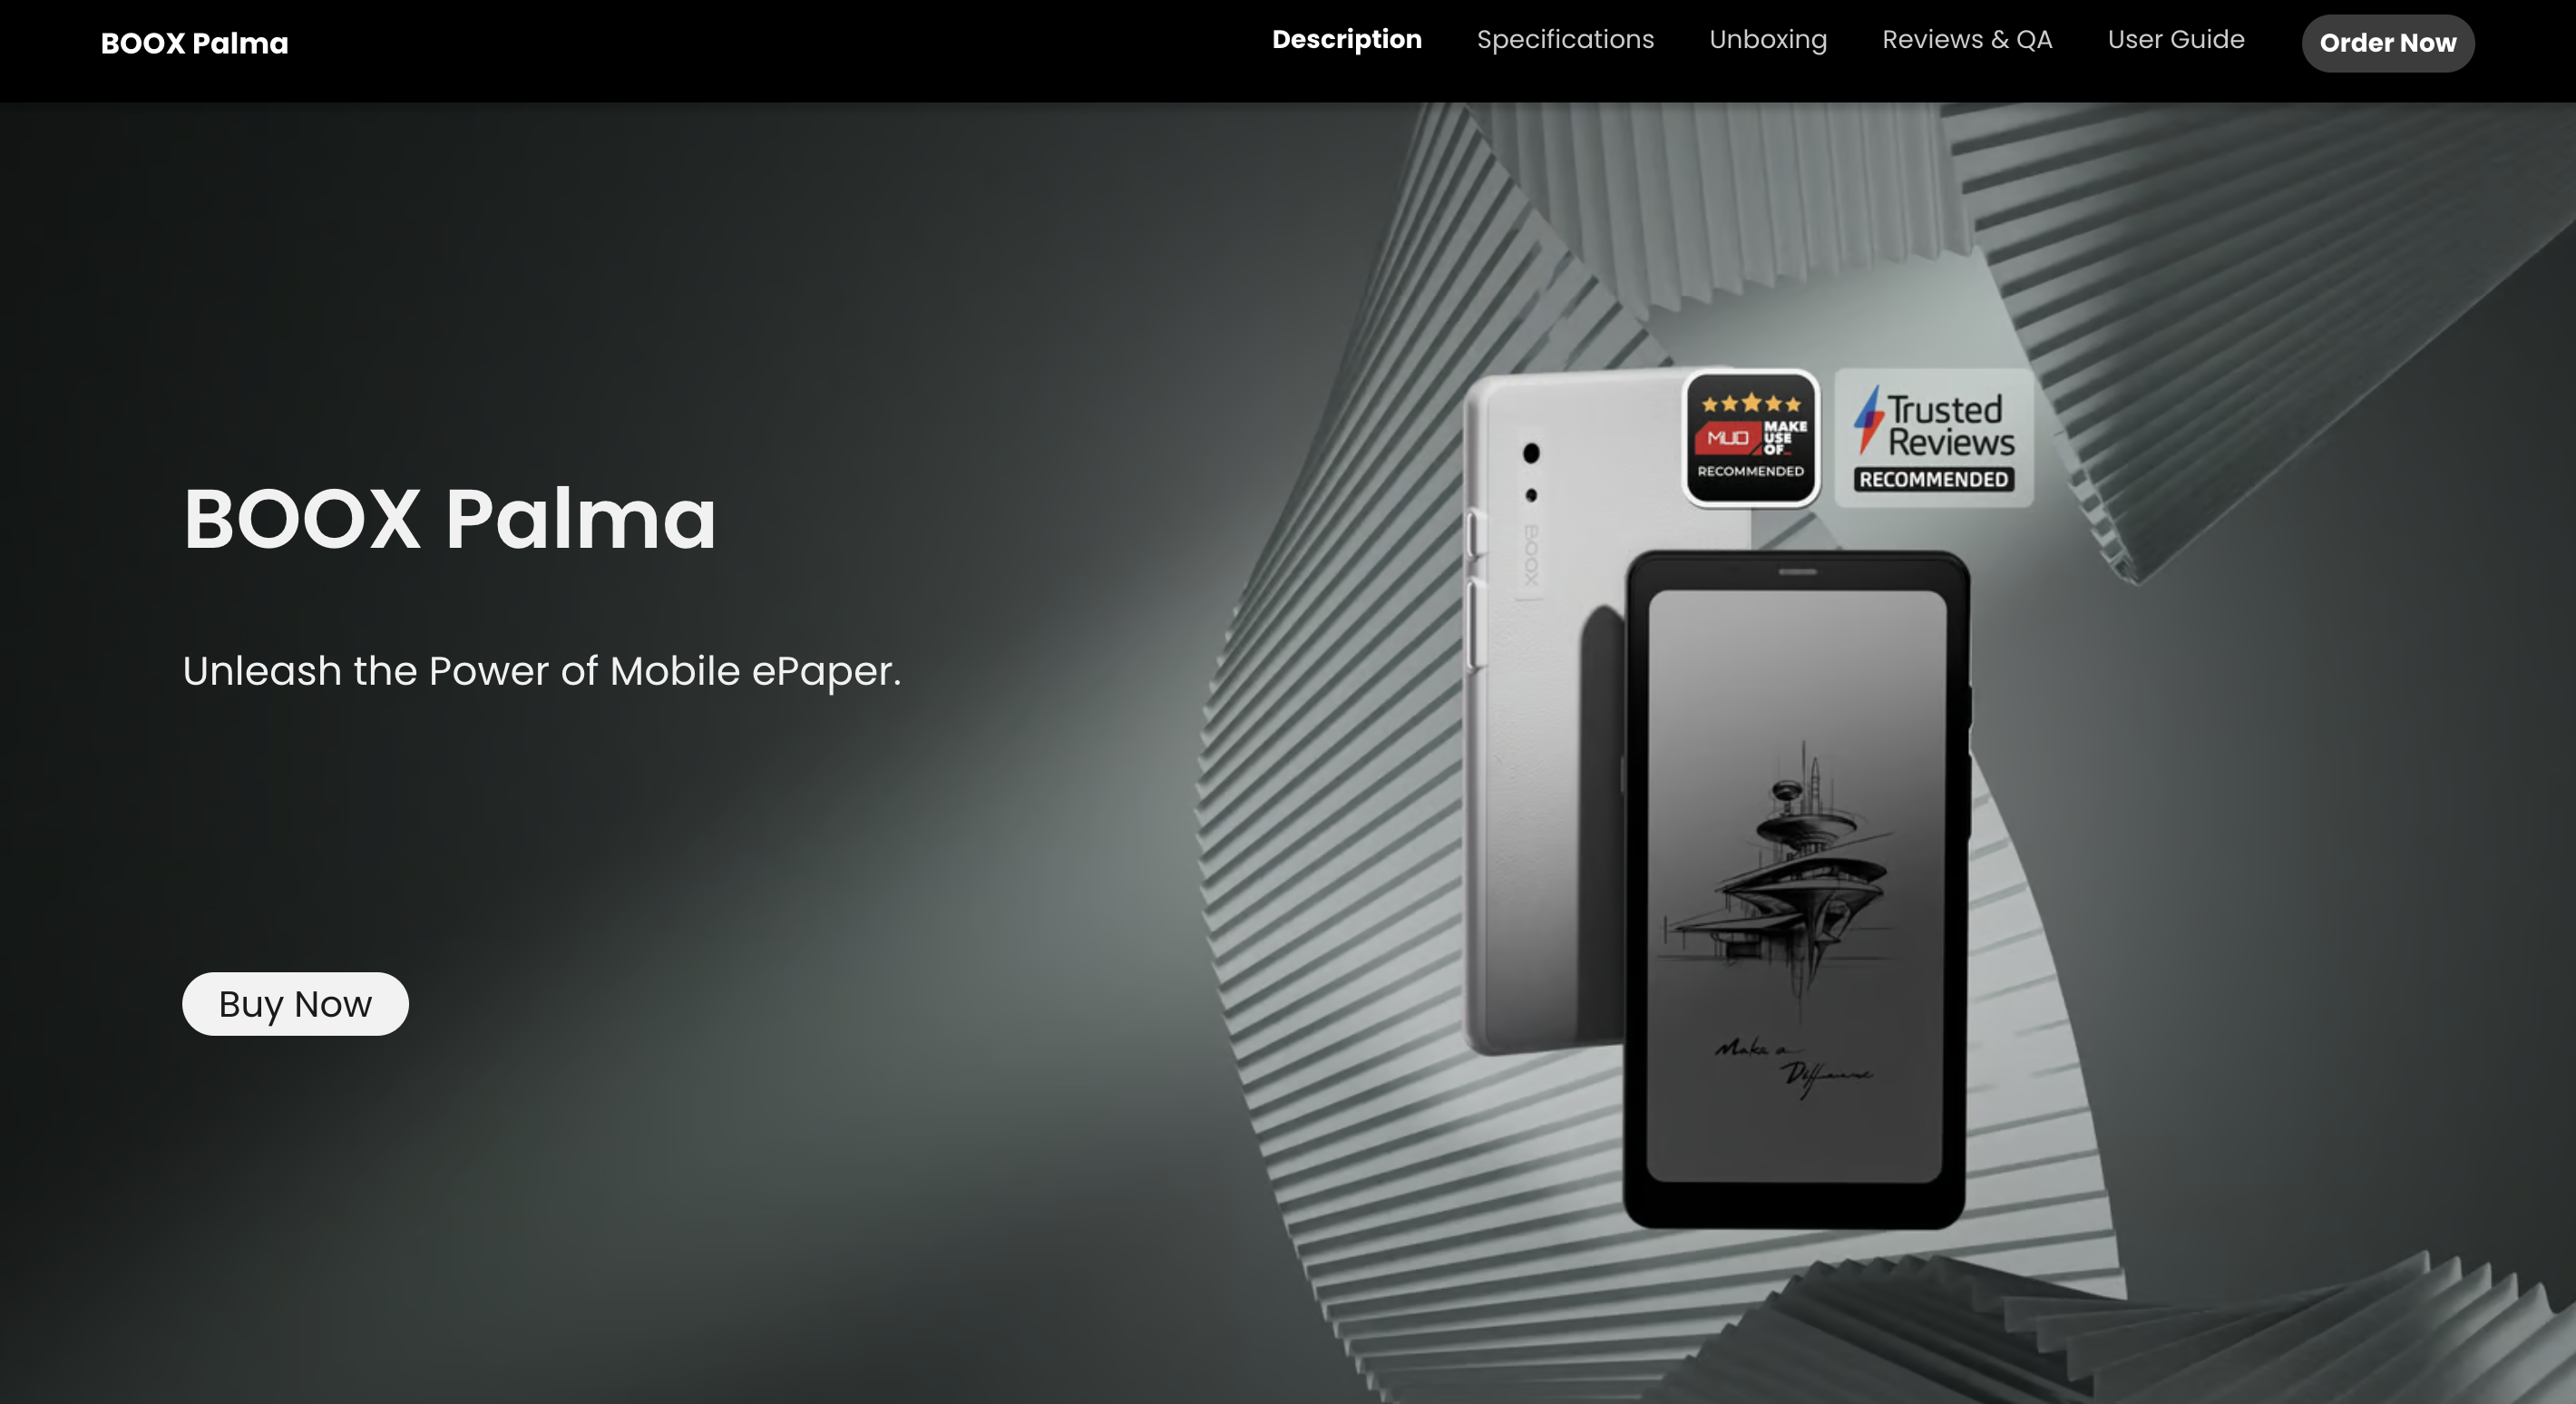 BOOX Palma
Description Specifications Unboxing Reviews & QA User Guide Order Now
MUO MAKE
USE
OF_
RECOMMENDED
Trusted
Reviews
RECOMMENDED
BOOX
BOOX Palma
Unleash the Power of Mobile ePaper.
Buy Now
Make a
Difference